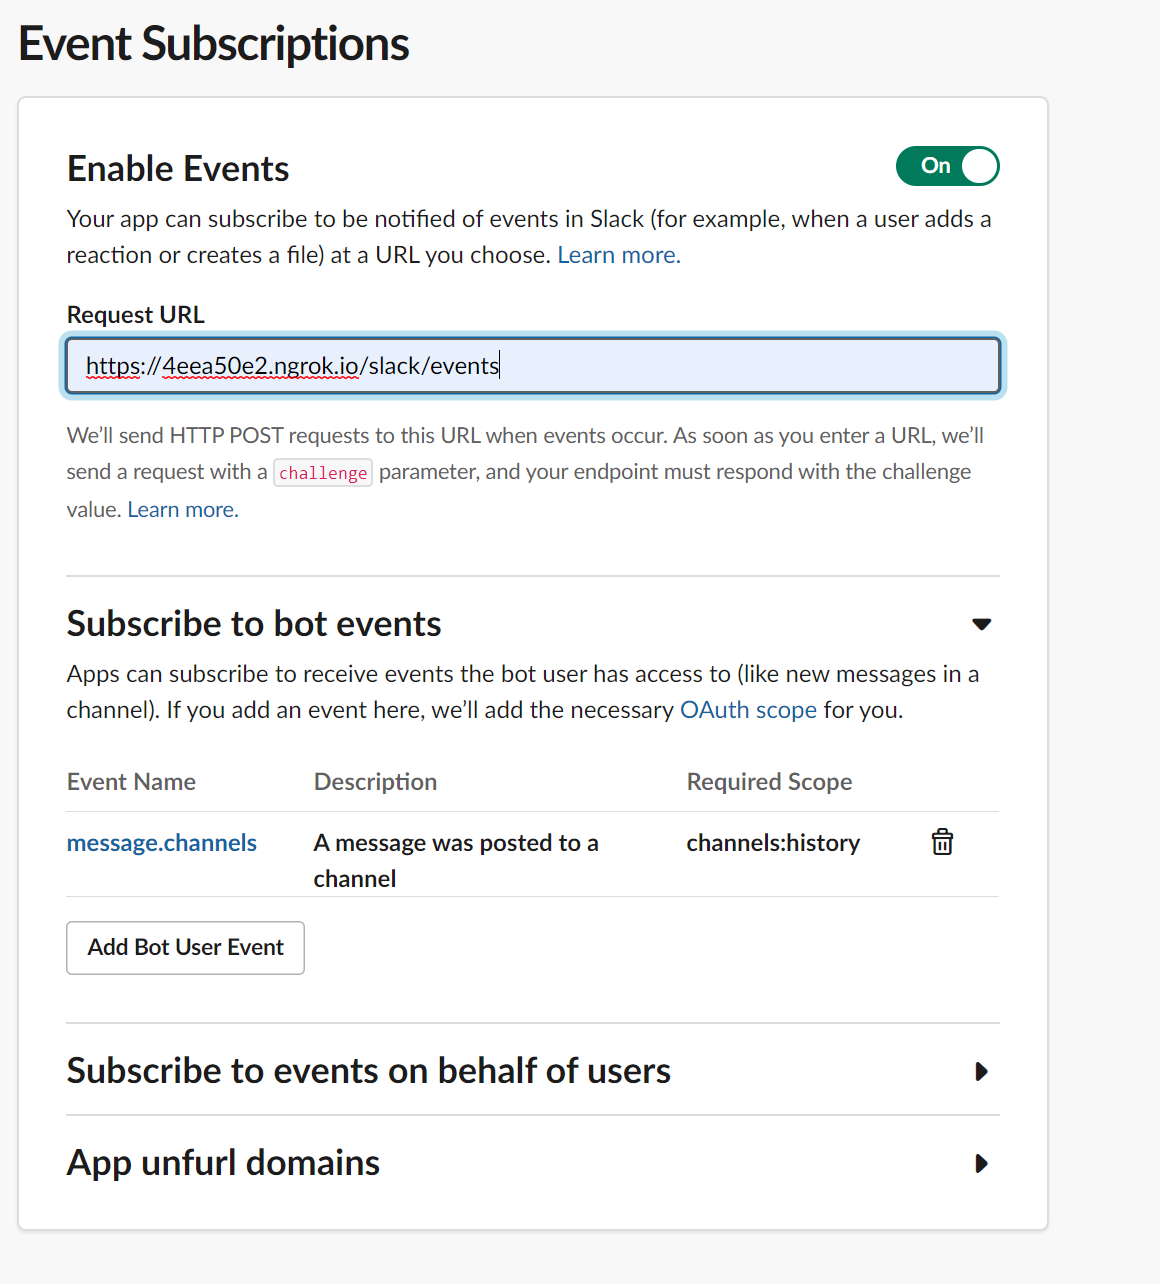 Event Subscriptions
Enable Events
On
Your app can subscribe to be notified of events in Slack (for example, when a user adds a
reaction or creates a file) at a URL you choose. Learn more.
Request URL
https://4eea50e2.ngrok.io/slack/events
We’ll send HTTP POST requests to this URL when events occur. As soon as you enter a URL, we’ll
send a request with a challenge parameter, and your endpoint must respond with the challenge
value. Learn more.
Subscribe to bot events
Apps can subscribe to receive events the bot user has access to (like new messages in a
channel). If you add an event here, we’ll add the necessary OAuth scope for you.
Event Name Description Required Scope
message.channels A message was posted to a channels:history
channel
Add Bot User Event
Subscribe to events on behalf of users
App unfurl domains